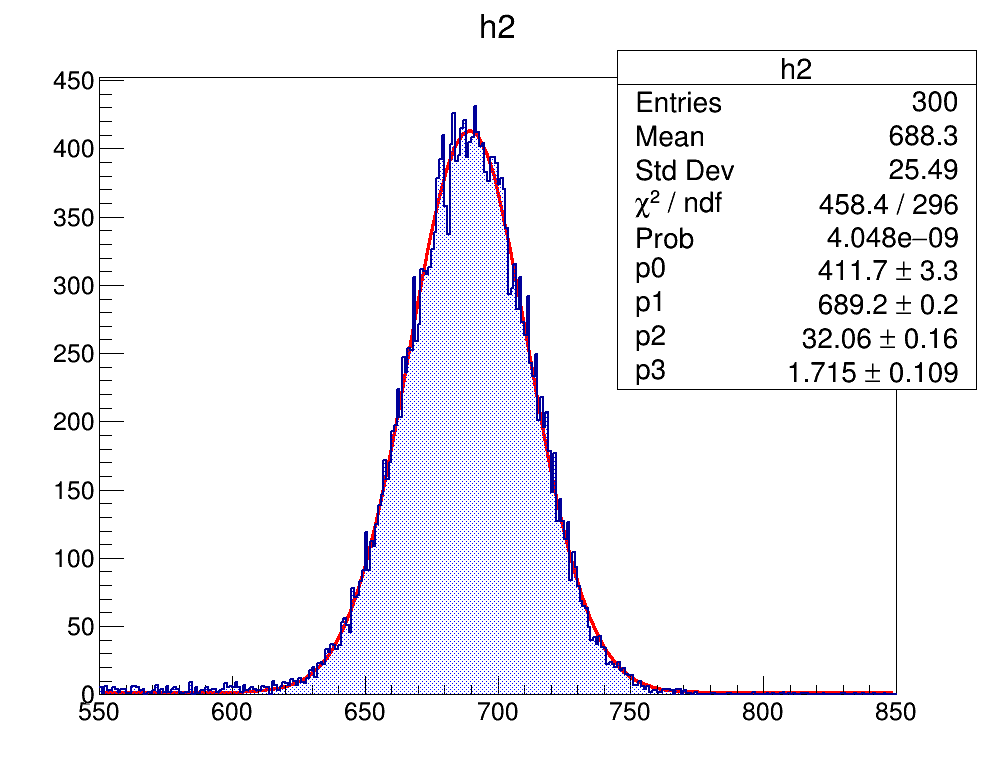 h2
h2
Entries 300
Mean 688.3
Std Dev 25.49
χ² / ndf 458.4 / 296
Prob 4.048e−09
p0 411.7 ± 3.3
p1 689.2 ± 0.2
p2 32.06 ± 0.16
p3 1.715 ± 0.109
450
400
350
300
250
200
150
100
50
0
550 600 650 700 750 800 850